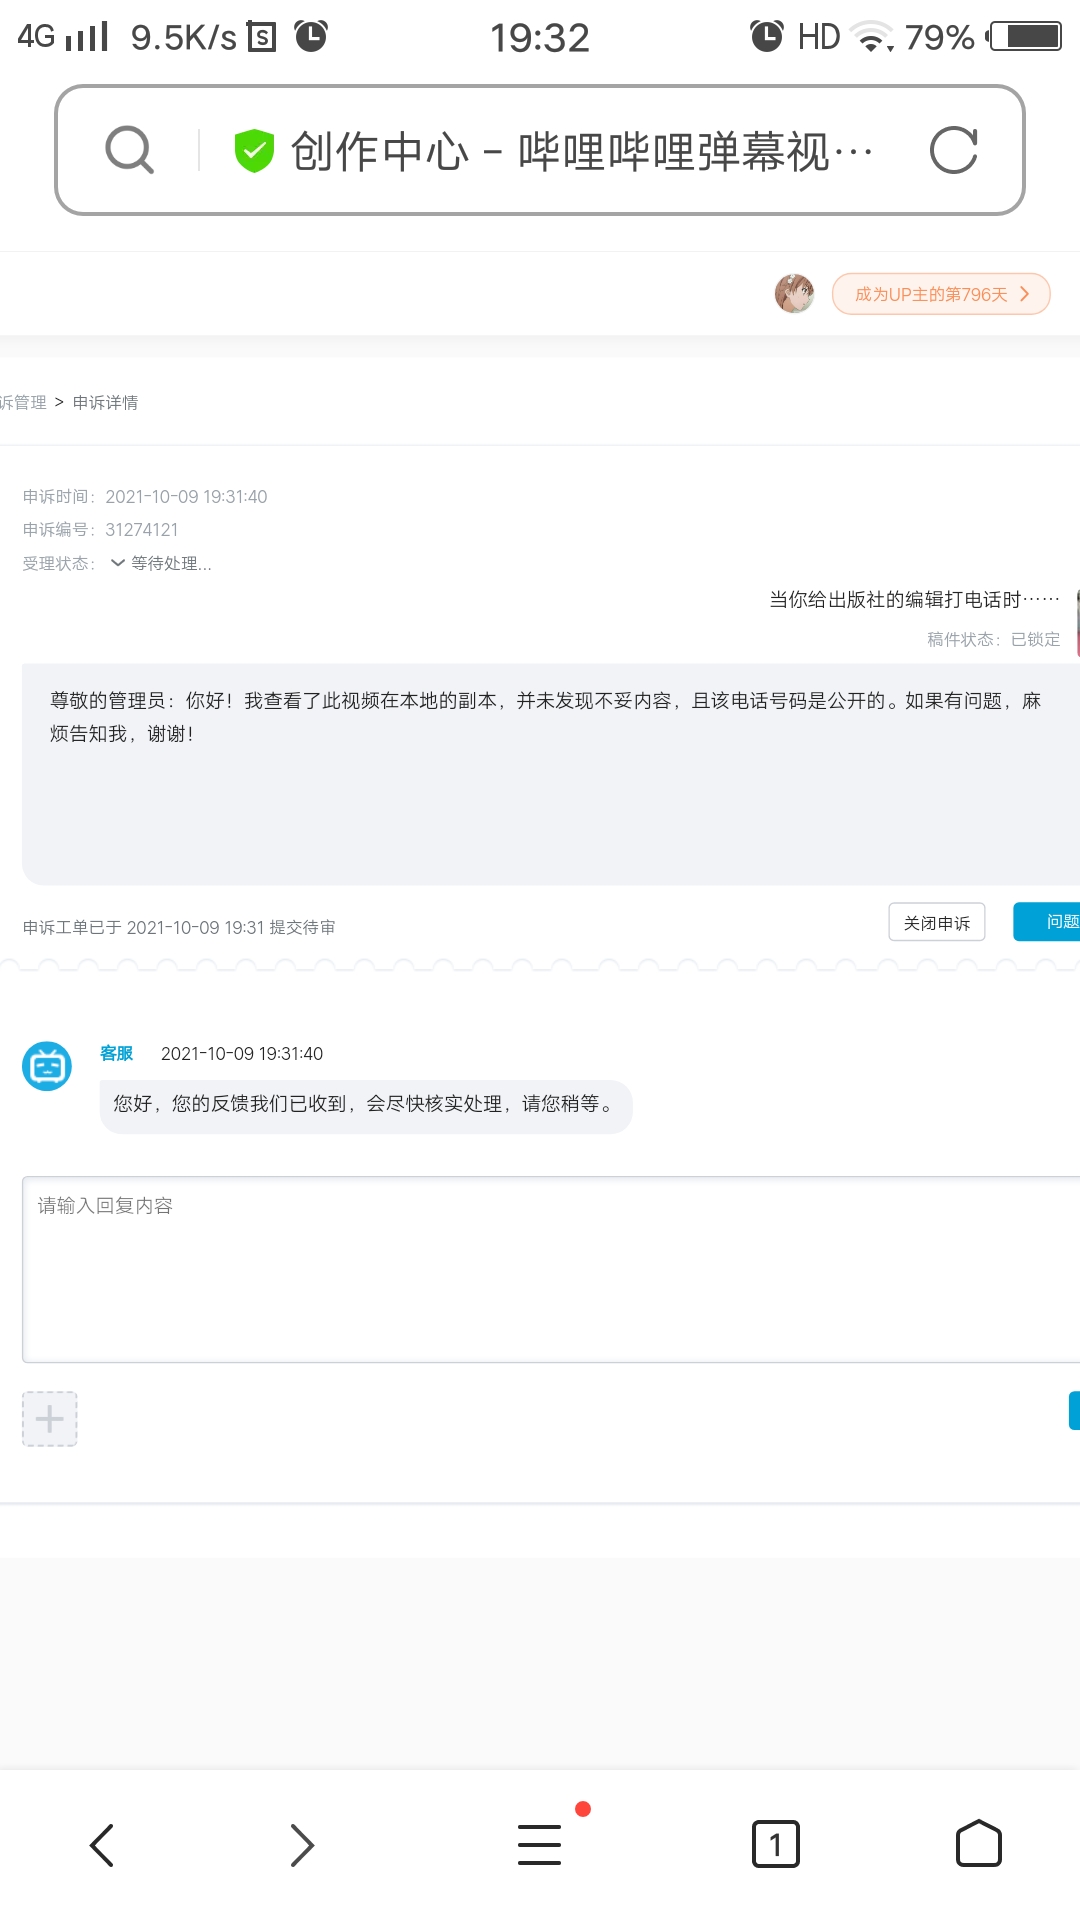 4G 9.5K/s S 19:32 HD 79%
创作中心 - 哔哩哔哩弹幕视…
成为UP主的第796天
诉管理 > 申诉详情
申诉时间：2021-10-09 19:31:40
申诉编号：31274121
受理状态： 等待处理...
当你给出版社的编辑打电话时……
稿件状态：已锁定
尊敬的管理员：你好！我查看了此视频在本地的副本，并未发现不妥内容，且该电话号码是公开的。如果有问题，麻
烦告知我，谢谢！
申诉工单已于 2021-10-09 19:31 提交待审
关闭申诉
问题
客服 2021-10-09 19:31:40
您好，您的反馈我们已收到，会尽快核实处理，请您稍等。
请输入回复内容
1